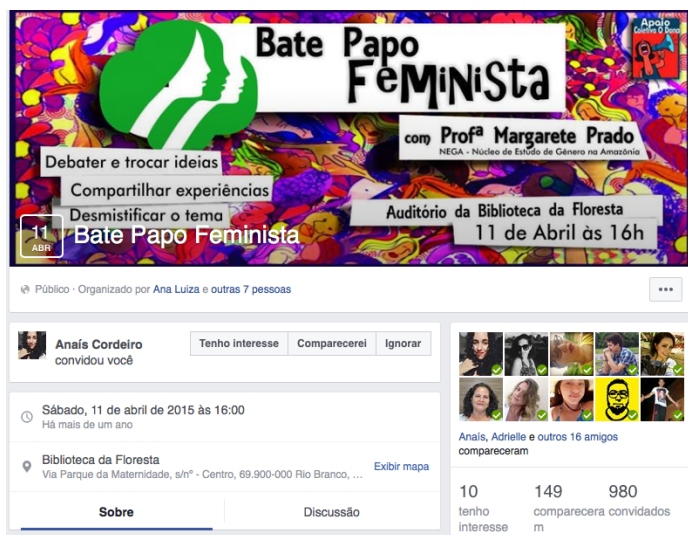 Apoio
Coletivo O Dona
Bate Papo
FEMiNiSta
com Profª Margarete Prado
NEGA - Núcleo de Estudo de Gênero na Amazônia
Debater e trocar ideias
Compartilhar experiências
Desmistificar o tema
Auditório da Biblioteca da Floresta
11 de Abril às 16h
11
ABR
Bate Papo Feminista
Público · Organizado por Ana Luiza e outras 7 pessoas
Anaís Cordeiro
convidou você
Tenho interesse
Comparecerei
Ignorar
Sábado, 11 de abril de 2015 às 16:00
Há mais de um ano
Biblioteca da Floresta
Via Parque da Maternidade, s/nº - Centro, 69.900-000 Rio Branco, ...
Exibir mapa
Sobre
Discussão
Anaís, Adrielle e outros 16 amigos
compareceram
10
tenho
interesse
149
comparecera
m
980
convidados